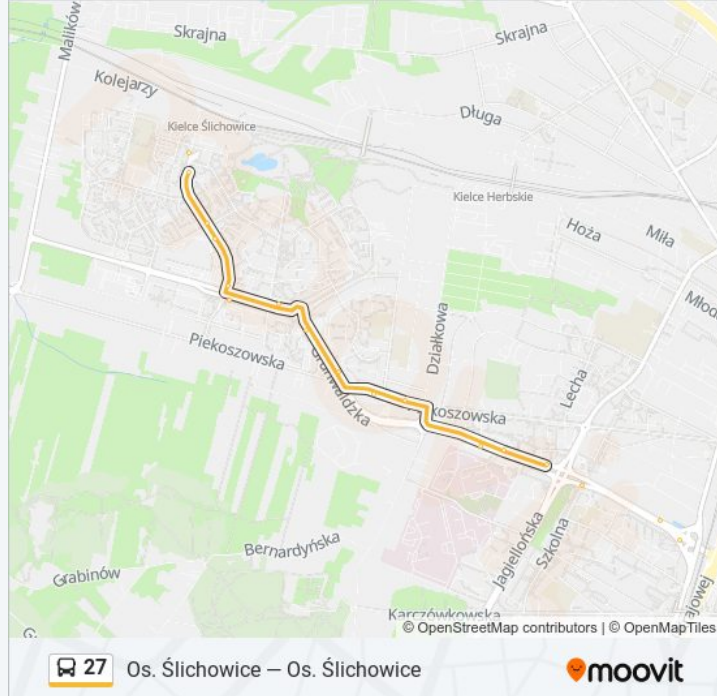 Malików
Skrajna
Skrajna
Kolejarzy
Długa
Kielce Ślichowice
Kielce Herbskie
Hoża
Miła
Młod
Działkowa
Piekoszowska
Grunwaldzka
koszowska
Lecha
Jagiellońska
Szkolna
Bernardyńska
Grabinów
Karczówkowska
ajowej
© OpenStreetMap contributors | © OpenMapTiles
27 Os. Ślichowice — Os. Ślichowice moovit